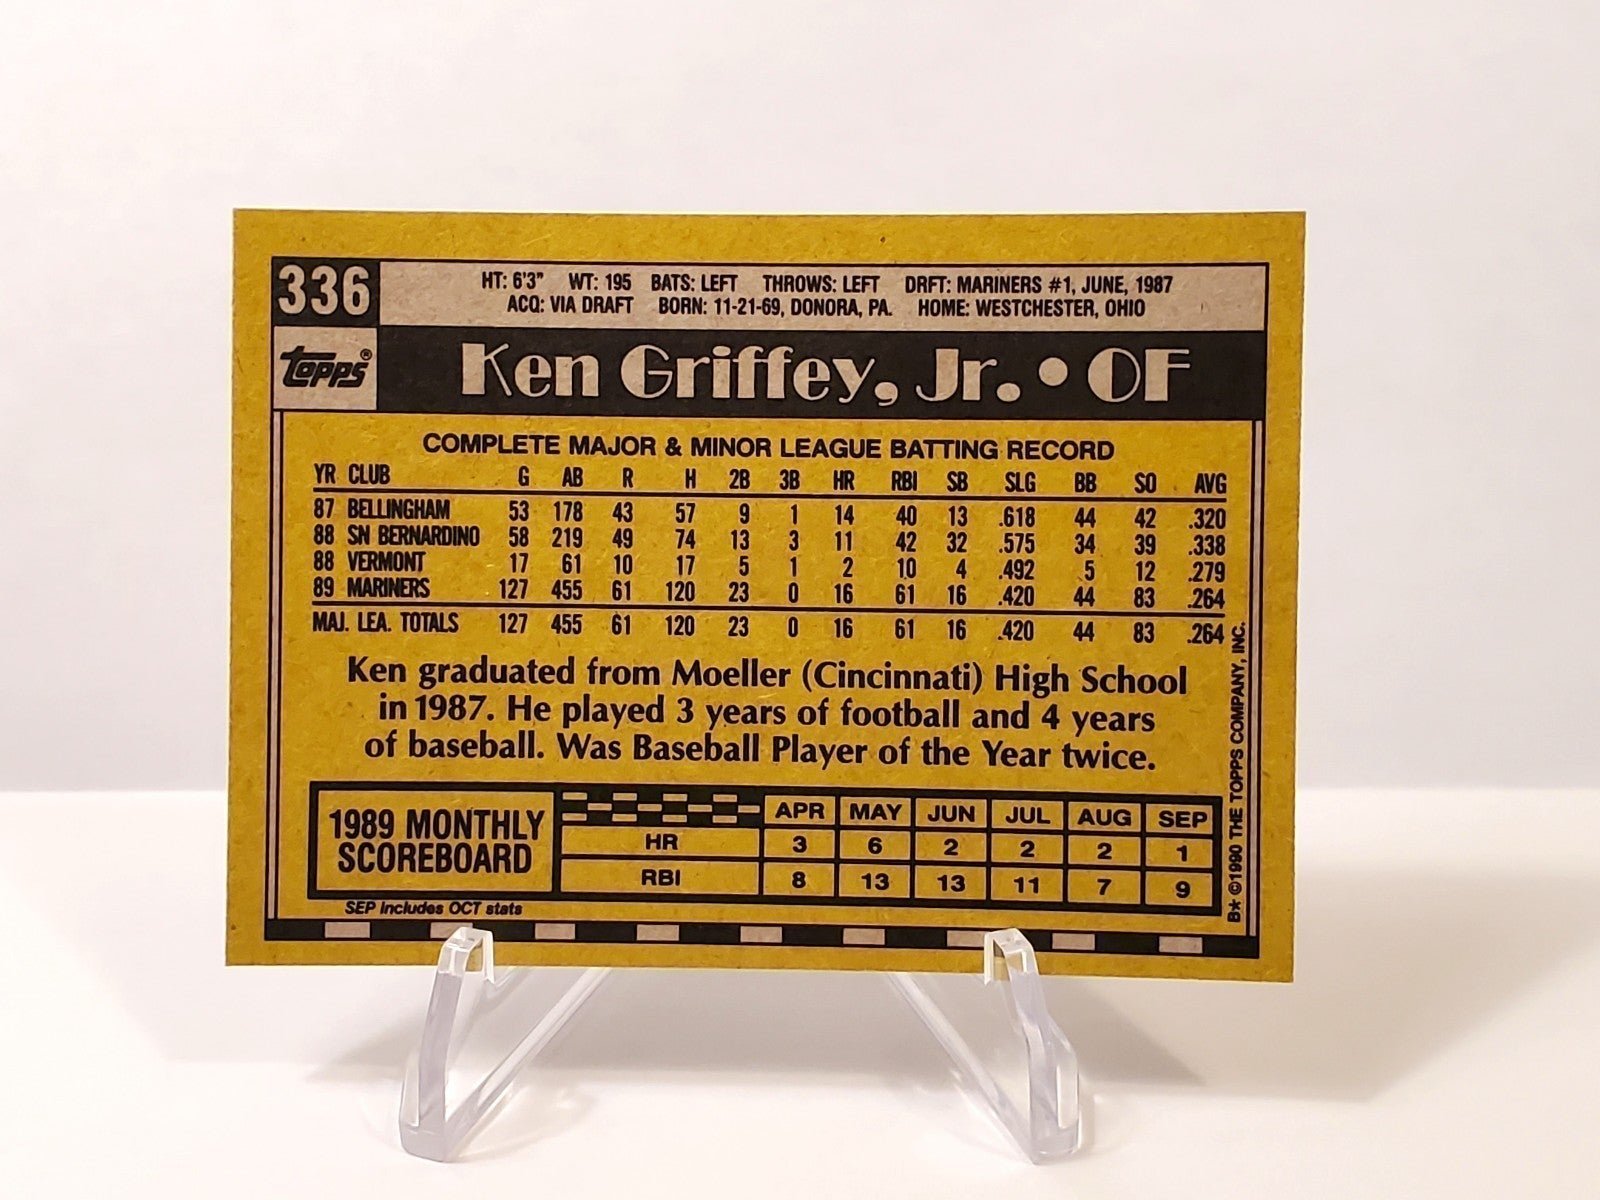 336
HT: 6'3" WT: 195 BATS: LEFT THROWS: LEFT DRFT: MARINERS #1, JUNE, 1987
ACQ: VIA DRAFT BORN: 11-21-69, DONORA, PA. HOME: WESTCHESTER, OHIO
topps®
Ken Griffey, Jr. • OF
COMPLETE MAJOR & MINOR LEAGUE BATTING RECORD
YR CLUB G AB R H 2B 3B HR RBI SB SLG BB SO AVG
87 BELLINGHAM 53 178 43 57 9 1 14 40 13 .618 44 42 .320
88 SN BERNARDINO 58 219 49 74 13 3 11 42 32 .575 34 39 .338
88 VERMONT 17 61 10 17 5 1 2 10 4 .492 5 12 .279
89 MARINERS 127 455 61 120 23 0 16 61 16 .420 44 83 .264
MAJ. LEA. TOTALS 127 455 61 120 23 0 16 61 16 .420 44 83 .264
Ken graduated from Moeller (Cincinnati) High School
in 1987. He played 3 years of football and 4 years
of baseball. Was Baseball Player of the Year twice.
1989 MONTHLY
SCOREBOARD
APR MAY JUN JUL AUG SEP
HR 3 6 2 2 2 1
RBI 8 13 13 11 7 9
SEP Includes OCT stats
B★ ©1990 THE TOPPS COMPANY, INC.